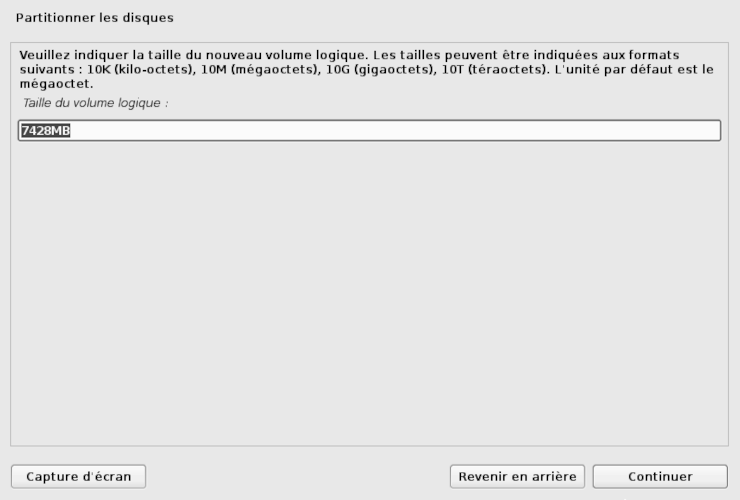 Partitionner les disques
Veuillez indiquer la taille du nouveau volume logique. Les tailles peuvent être indiquées aux formats
suivants : 10K (kilo-octets), 10M (mégaoctets), 10G (gigaoctets), 10T (téraoctets). L'unité par défaut est le
mégaoctet.
Taille du volume logique :
7428MB
Capture d'écran
Revenir en arrière
Continuer